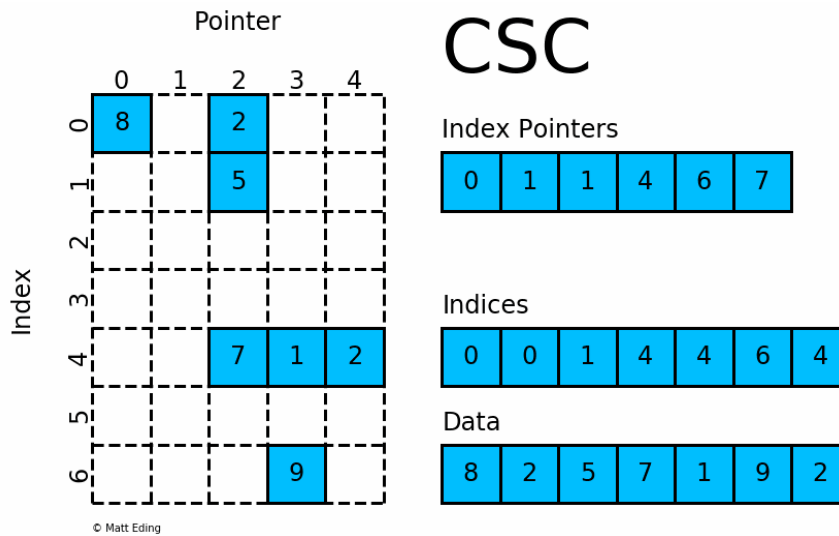 Pointer
CSC
0 1 2 3 4
Index
0 8 2
1 5
2
3
4 7 1 2
5
6 9
Index Pointers
0 1 1 4 6 7
Indices
0 0 1 4 4 6 4
Data
8 2 5 7 1 9 2
© Matt Eding